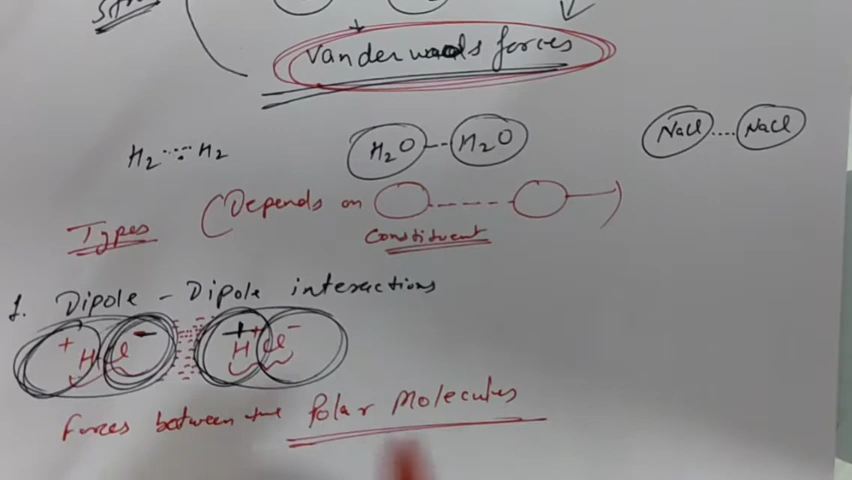 Vanderwaals forces
H2 ..... H2 H2O --- H2O NaCl .... NaCl
Types (Depends on ------ )
Constituent
1. Dipole - Dipole interactions
+ H Cl - + H Cl -
Forces between the Polar Molecules